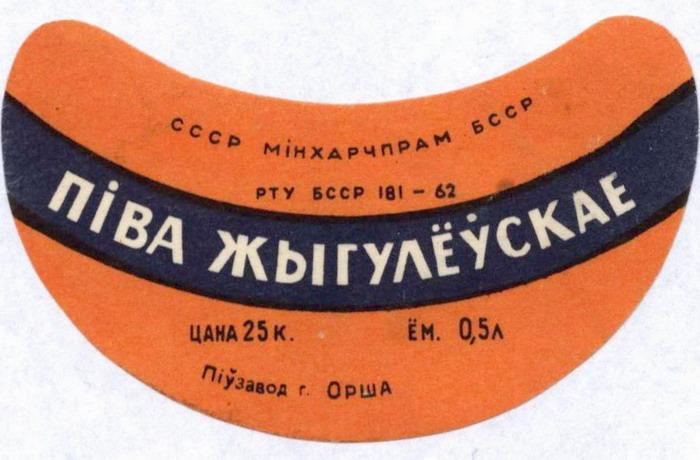 СССР МІНХАРЧПРАМ БССР
РТУ БССР 181 – 62
ПІВА ЖЫГУЛЁЎСКАЕ
ЦАНА 25 К. ЁМ. 0,5л
Піўзавод г. ОРША